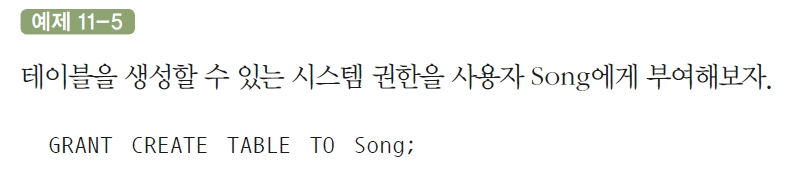 예제 11-5
테이블을 생성할 수 있는 시스템 권한을 사용자 Song에게 부여해보자.
GRANT CREATE TABLE TO Song;